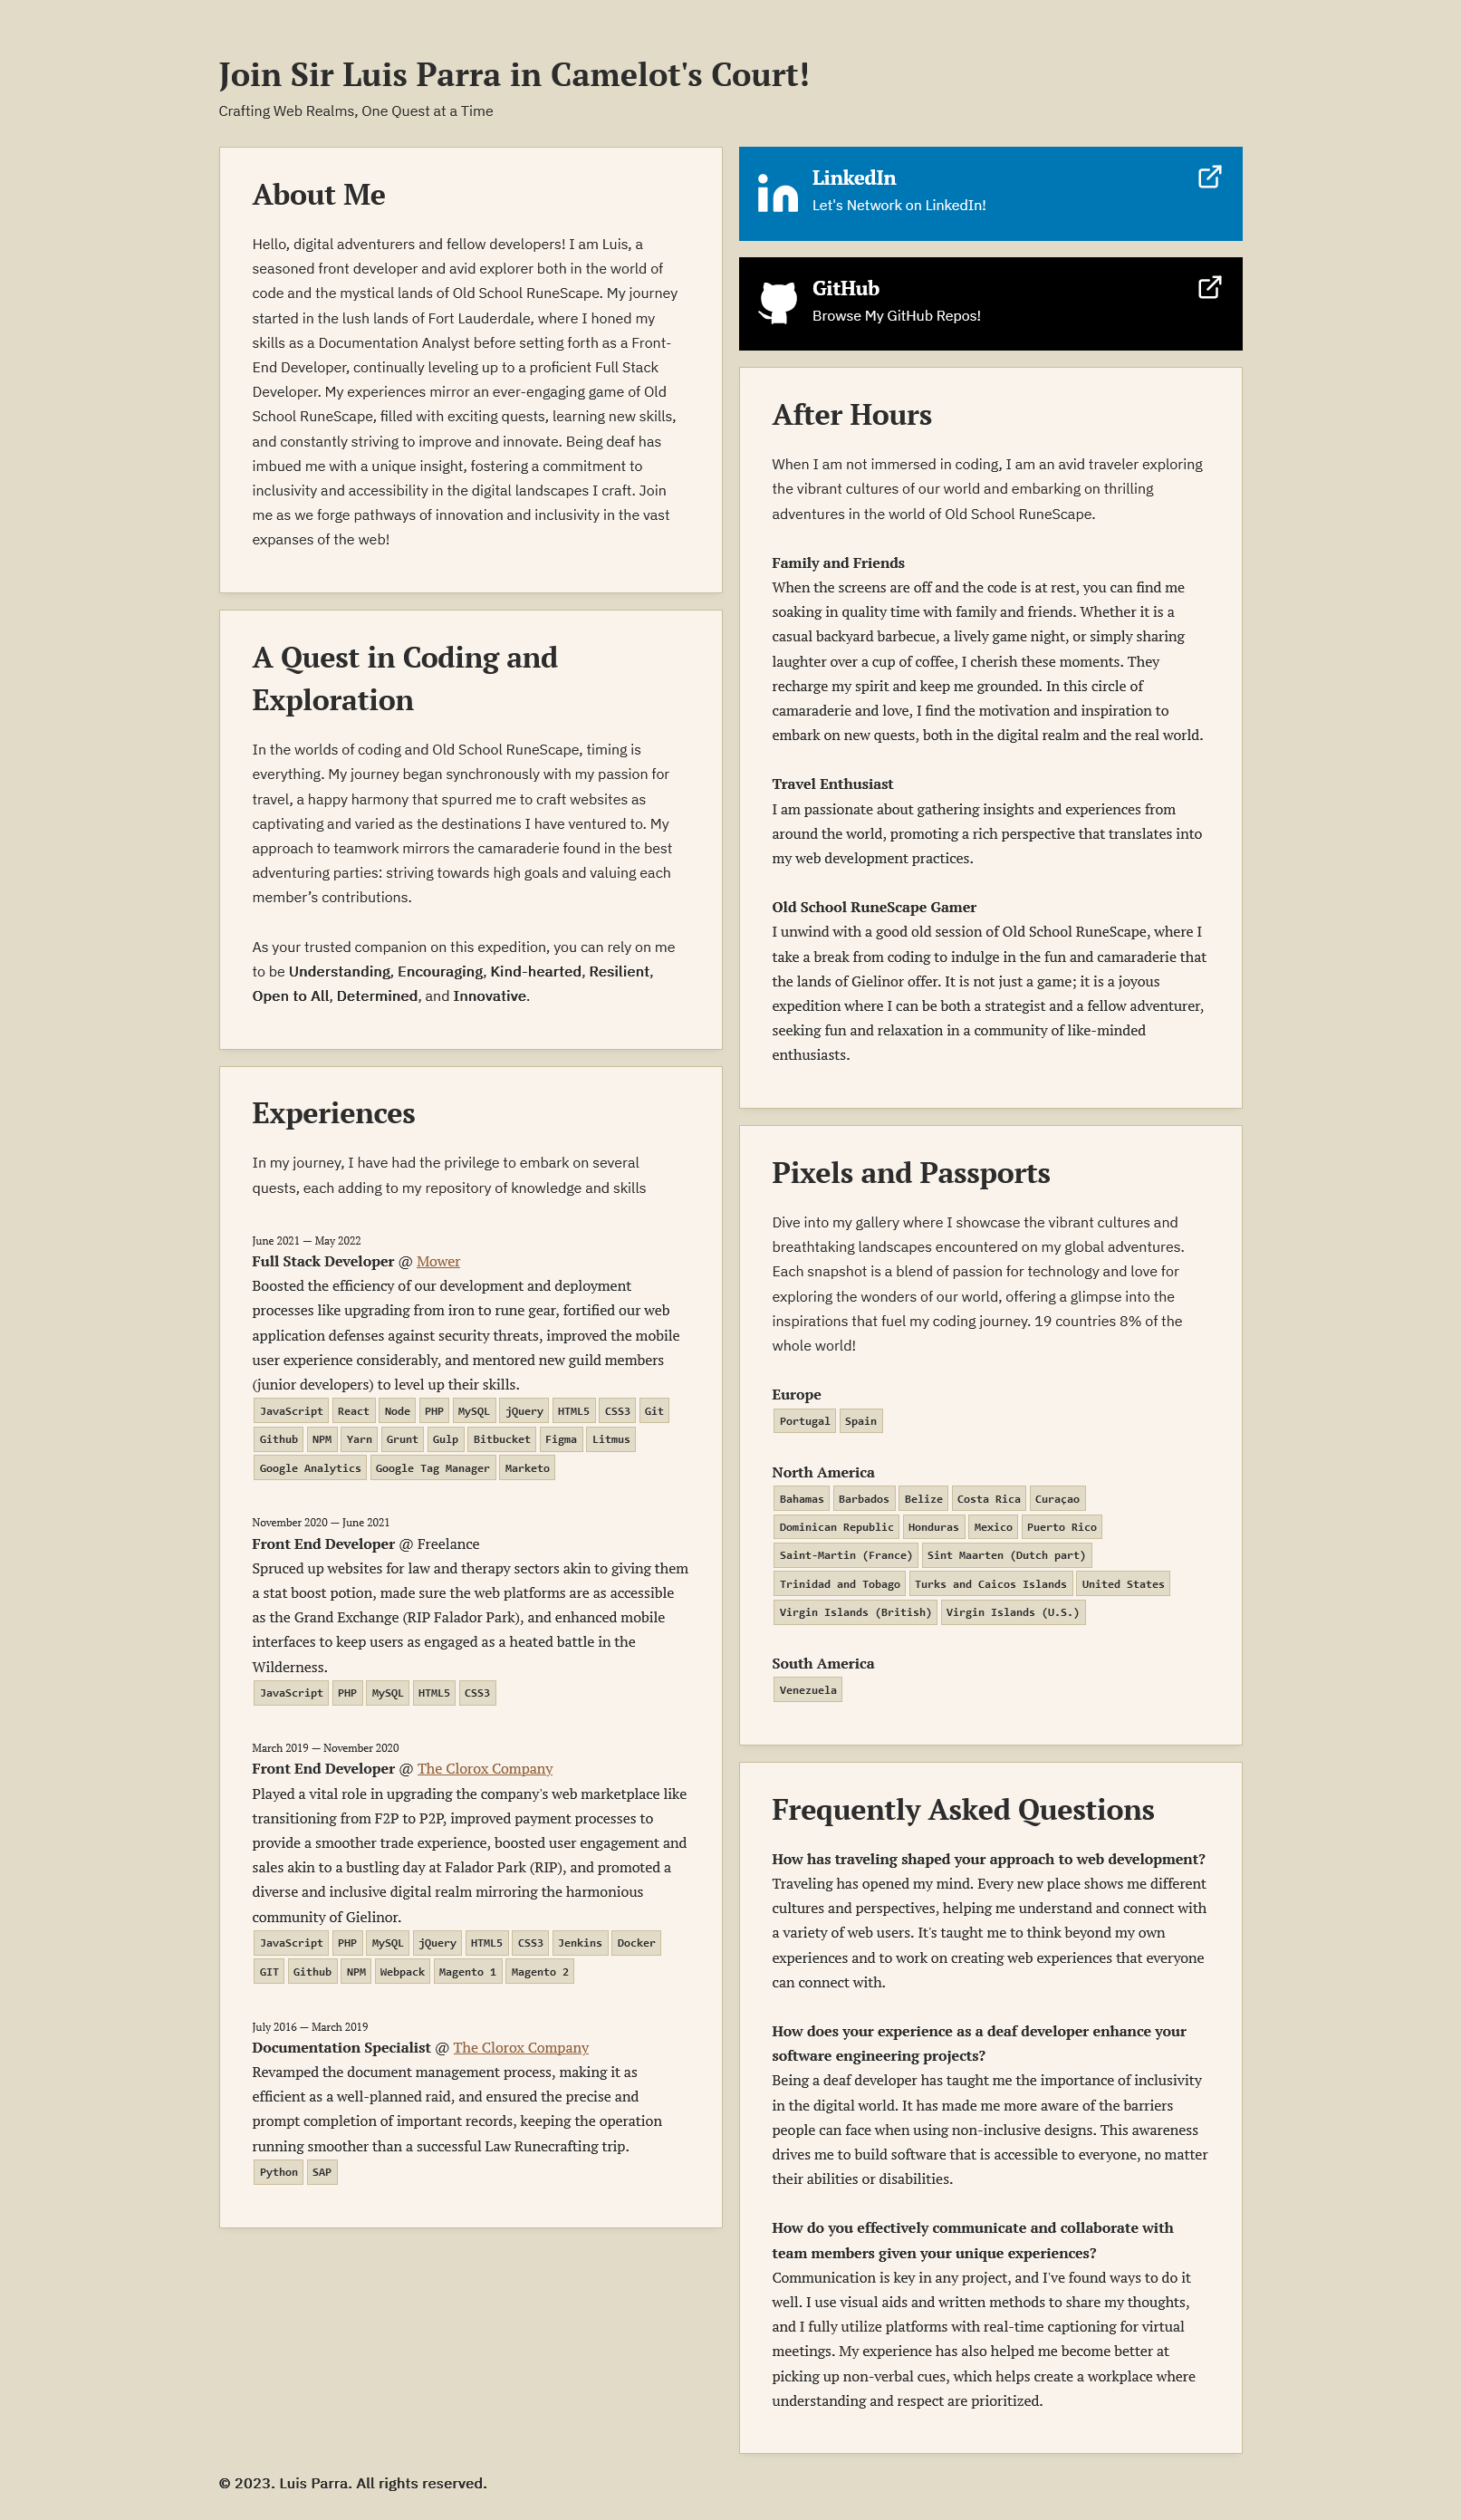 Join Sir Luis Parra in Camelot's Court!
Crafting Web Realms, One Quest at a Time
About Me
Hello, digital adventurers and fellow developers! I am Luis, a
seasoned front developer and avid explorer both in the world of
code and the mystical lands of Old School RuneScape. My journey
started in the lush lands of Fort Lauderdale, where I honed my
skills as a Documentation Analyst before setting forth as a Front-
End Developer, continually leveling up to a proficient Full Stack
Developer. My experiences mirror an ever-engaging game of Old
School RuneScape, filled with exciting quests, learning new skills,
and constantly striving to improve and innovate. Being deaf has
imbued me with a unique insight, fostering a commitment to
inclusivity and accessibility in the digital landscapes I craft. Join
me as we forge pathways of innovation and inclusivity in the vast
expanses of the web!
A Quest in Coding and
Exploration
In the worlds of coding and Old School RuneScape, timing is
everything. My journey began synchronously with my passion for
travel, a happy harmony that spurred me to craft websites as
captivating and varied as the destinations I have ventured to. My
approach to teamwork mirrors the camaraderie found in the best
adventuring parties: striving towards high goals and valuing each
member’s contributions.
As your trusted companion on this expedition, you can rely on me
to be Understanding, Encouraging, Kind-hearted, Resilient,
Open to All, Determined, and Innovative.
Experiences
In my journey, I have had the privilege to embark on several
quests, each adding to my repository of knowledge and skills
June 2021 — May 2022
Full Stack Developer @ Mower
Boosted the efficiency of our development and deployment
processes like upgrading from iron to rune gear, fortified our web
application defenses against security threats, improved the mobile
user experience considerably, and mentored new guild members
(junior developers) to level up their skills.
JavaScript React Node PHP MySQL jQuery HTML5 CSS3 Git
Github NPM Yarn Grunt Gulp Bitbucket Figma Litmus
Google Analytics Google Tag Manager Marketo
November 2020 — June 2021
Front End Developer @ Freelance
Spruced up websites for law and therapy sectors akin to giving them
a stat boost potion, made sure the web platforms are as accessible
as the Grand Exchange (RIP Falador Park), and enhanced mobile
interfaces to keep users as engaged as a heated battle in the
Wilderness.
JavaScript PHP MySQL HTML5 CSS3
March 2019 — November 2020
Front End Developer @ The Clorox Company
Played a vital role in upgrading the company's web marketplace like
transitioning from F2P to P2P, improved payment processes to
provide a smoother trade experience, boosted user engagement and
sales akin to a bustling day at Falador Park (RIP), and promoted a
diverse and inclusive digital realm mirroring the harmonious
community of Gielinor.
JavaScript PHP MySQL jQuery HTML5 CSS3 Jenkins Docker
GIT Github NPM Webpack Magento 1 Magento 2
July 2016 — March 2019
Documentation Specialist @ The Clorox Company
Revamped the document management process, making it as
efficient as a well-planned raid, and ensured the precise and
prompt completion of important records, keeping the operation
running smoother than a successful Law Runecrafting trip.
Python SAP
LinkedIn
Let's Network on LinkedIn!
GitHub
Browse My GitHub Repos!
After Hours
When I am not immersed in coding, I am an avid traveler exploring
the vibrant cultures of our world and embarking on thrilling
adventures in the world of Old School RuneScape.
Family and Friends
When the screens are off and the code is at rest, you can find me
soaking in quality time with family and friends. Whether it is a
casual backyard barbecue, a lively game night, or simply sharing
laughter over a cup of coffee, I cherish these moments. They
recharge my spirit and keep me grounded. In this circle of
camaraderie and love, I find the motivation and inspiration to
embark on new quests, both in the digital realm and the real world.
Travel Enthusiast
I am passionate about gathering insights and experiences from
around the world, promoting a rich perspective that translates into
my web development practices.
Old School RuneScape Gamer
I unwind with a good old session of Old School RuneScape, where I
take a break from coding to indulge in the fun and camaraderie that
the lands of Gielinor offer. It is not just a game; it is a joyous
expedition where I can be both a strategist and a fellow adventurer,
seeking fun and relaxation in a community of like-minded
enthusiasts.
Pixels and Passports
Dive into my gallery where I showcase the vibrant cultures and
breathtaking landscapes encountered on my global adventures.
Each snapshot is a blend of passion for technology and love for
exploring the wonders of our world, offering a glimpse into the
inspirations that fuel my coding journey. 19 countries 8% of the
whole world!
Europe
Portugal Spain
North America
Bahamas Barbados Belize Costa Rica Curaçao
Dominican Republic Honduras Mexico Puerto Rico
Saint-Martin (France) Sint Maarten (Dutch part)
Trinidad and Tobago Turks and Caicos Islands United States
Virgin Islands (British) Virgin Islands (U.S.)
South America
Venezuela
Frequently Asked Questions
How has traveling shaped your approach to web development?
Traveling has opened my mind. Every new place shows me different
cultures and perspectives, helping me understand and connect with
a variety of web users. It's taught me to think beyond my own
experiences and to work on creating web experiences that everyone
can connect with.
How does your experience as a deaf developer enhance your
software engineering projects?
Being a deaf developer has taught me the importance of inclusivity
in the digital world. It has made me more aware of the barriers
people can face when using non-inclusive designs. This awareness
drives me to build software that is accessible to everyone, no matter
their abilities or disabilities.
How do you effectively communicate and collaborate with
team members given your unique experiences?
Communication is key in any project, and I've found ways to do it
well. I use visual aids and written methods to share my thoughts,
and I fully utilize platforms with real-time captioning for virtual
meetings. My experience has also helped me become better at
picking up non-verbal cues, which helps create a workplace where
understanding and respect are prioritized.
© 2023. Luis Parra. All rights reserved.